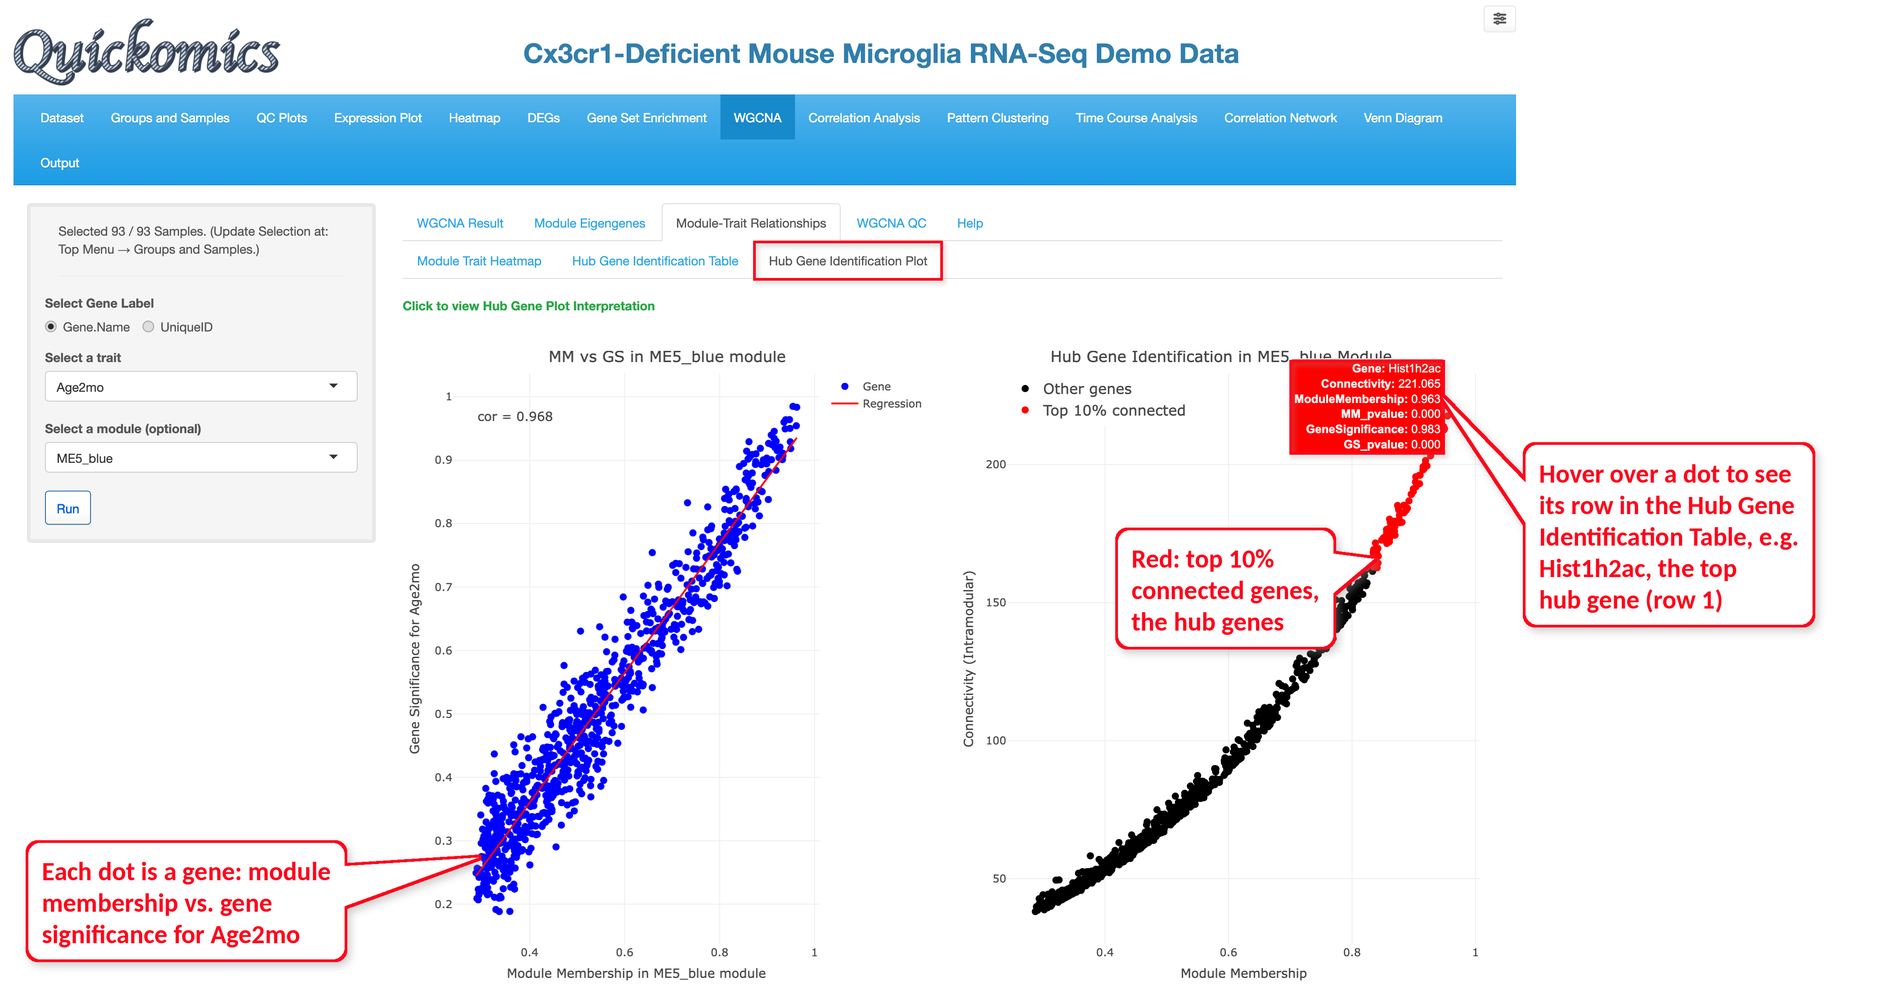 Quickomics
Cx3cr1-Deficient Mouse Microglia RNA-Seq Demo Data
Dataset Groups and Samples QC Plots Expression Plot Heatmap DEGs Gene Set Enrichment WGCNA Correlation Analysis Pattern Clustering Time Course Analysis Correlation Network Venn Diagram
Output
Selected 93 / 93 Samples. (Update Selection at:
Top Menu → Groups and Samples.)
Select Gene Label
Gene.Name UniqueID
Select a trait
Age2mo
Select a module (optional)
ME5_blue
Run
WGCNA Result Module Eigengenes Module-Trait Relationships WGCNA QC Help
Module Trait Heatmap Hub Gene Identification Table Hub Gene Identification Plot
Click to view Hub Gene Plot Interpretation
MM vs GS in ME5_blue module
Gene
Regression
cor = 0.968
1
0.9
0.8
0.7
0.6
0.5
0.4
0.3
0.2
Gene Significance for Age2mo
0.4 0.6 0.8 1
Module Membership in ME5_blue module
Each dot is a gene: module
membership vs. gene
significance for Age2mo
Hub Gene Identification in ME5_blue Module
Other genes
Top 10% connected
Gene: Hist1h2ac
Connectivity: 221.065
ModuleMembership: 0.963
MM_pvalue: 0.000
GeneSignificance: 0.983
GS_pvalue: 0.000
200
150
100
50
Connectivity (Intramodular)
0.4 0.6 0.8 1
Module Membership
Red: top 10%
connected genes,
the hub genes
Hover over a dot to see
its row in the Hub Gene
Identification Table, e.g.
Hist1h2ac, the top
hub gene (row 1)